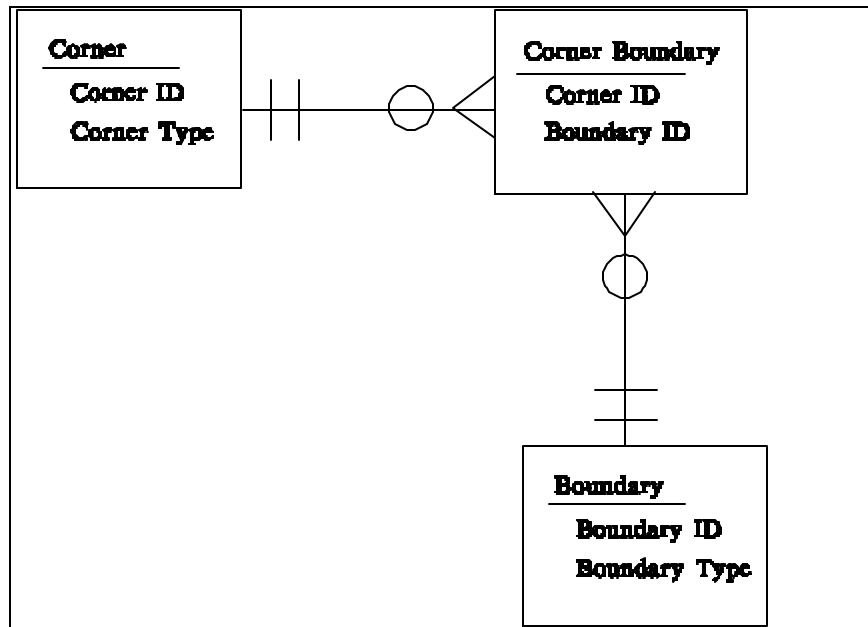 Corner
Corner ID
Corner Type
Corner Boundary
Corner ID
Boundary ID
Boundary
Boundary ID
Boundary Type